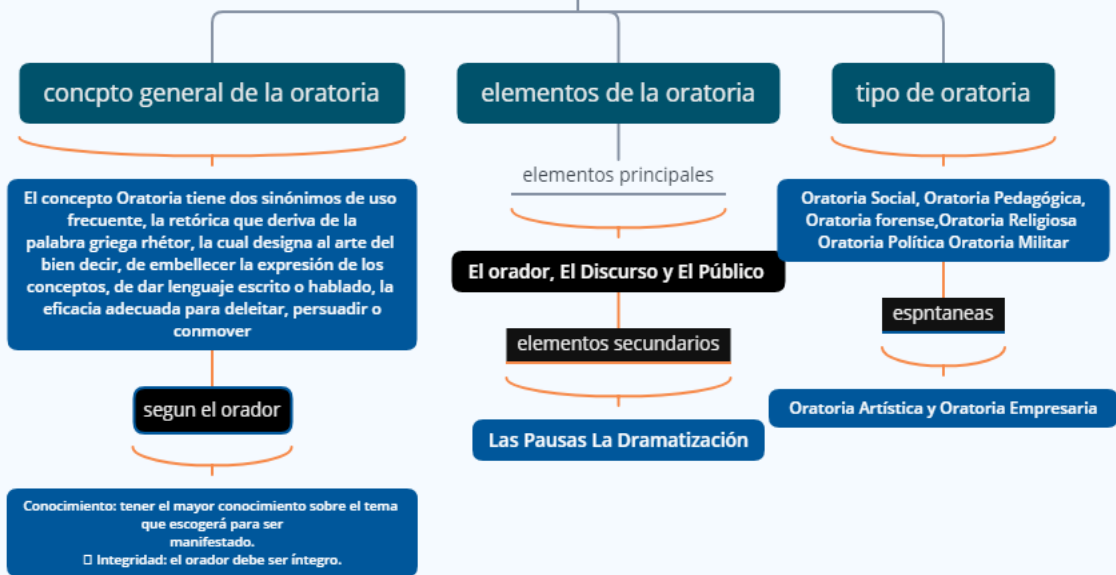 concpto general de la oratoria
El concepto Oratoria tiene dos sinónimos de uso
frecuente, la retórica que deriva de la
palabra griega rhétor, la cual designa al arte del
bien decir, de embellecer la expresión de los
conceptos, de dar lenguaje escrito o hablado, la
eficacia adecuada para deleitar, persuadir o
conmover
segun el orador
Conocimiento: tener el mayor conocimiento sobre el tema
que escogerá para ser
manifestado.
▯ Integridad: el orador debe ser íntegro.
elementos de la oratoria
elementos principales
El orador, El Discurso y El Público
elementos secundarios
Las Pausas La Dramatización
tipo de oratoria
Oratoria Social, Oratoria Pedagógica,
Oratoria forense,Oratoria Religiosa
Oratoria Política Oratoria Militar
espntaneas
Oratoria Artística y Oratoria Empresaria